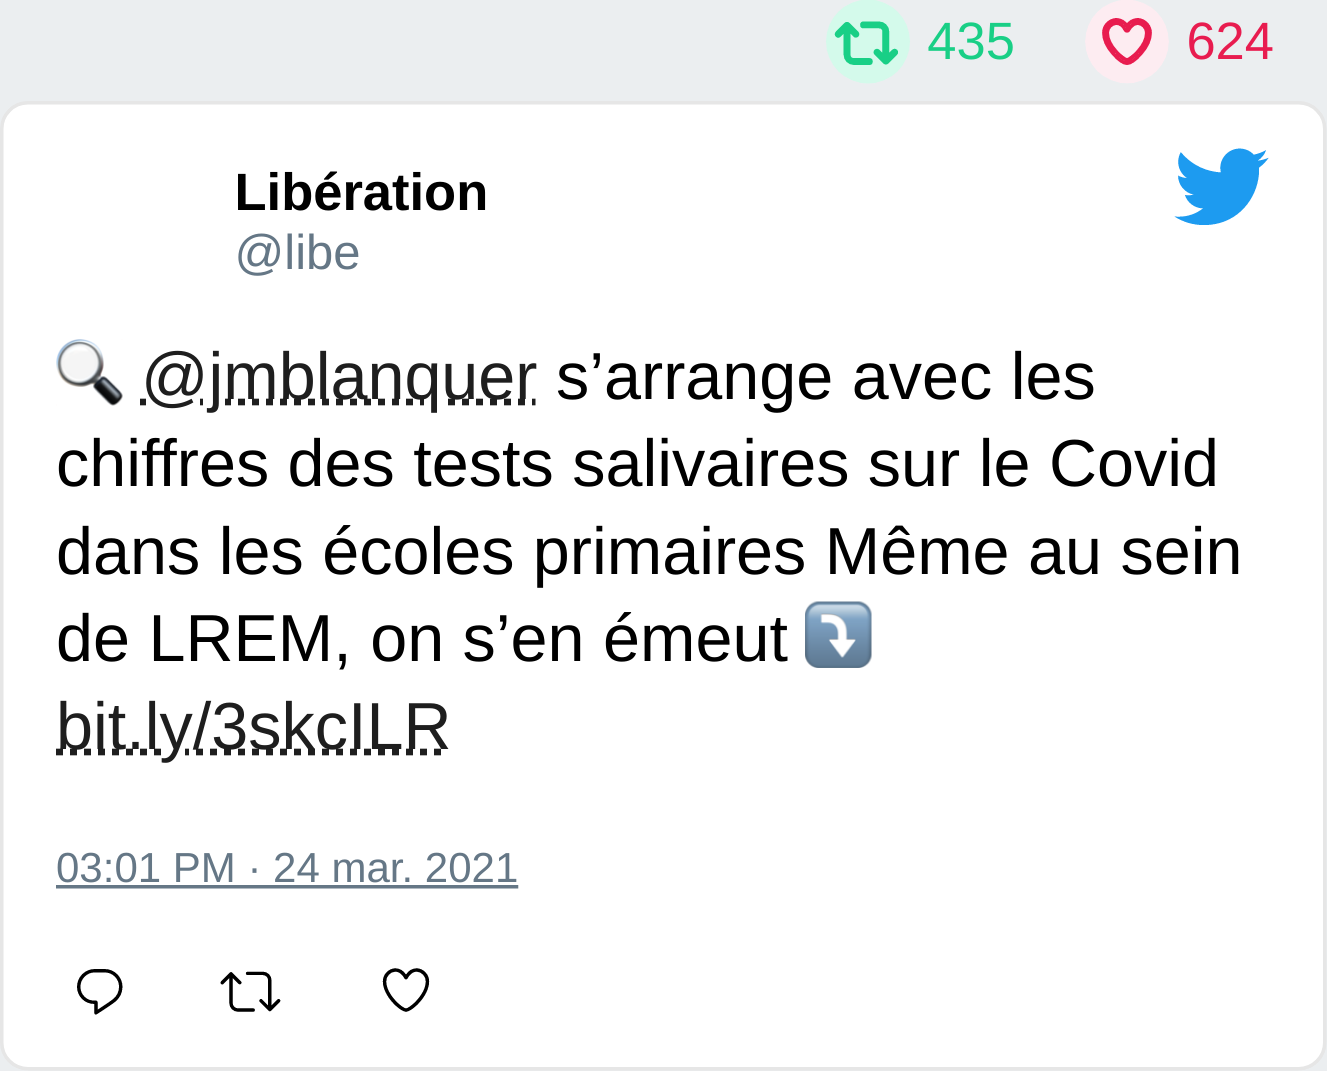 435 624
Libération
@libe
🔍 @jmblanquer s’arrange avec les
chiffres des tests salivaires sur le Covid
dans les écoles primaires Même au sein
de LREM, on s’en émeut ⤵️
bit.ly/3skcILR
03:01 PM · 24 mar. 2021